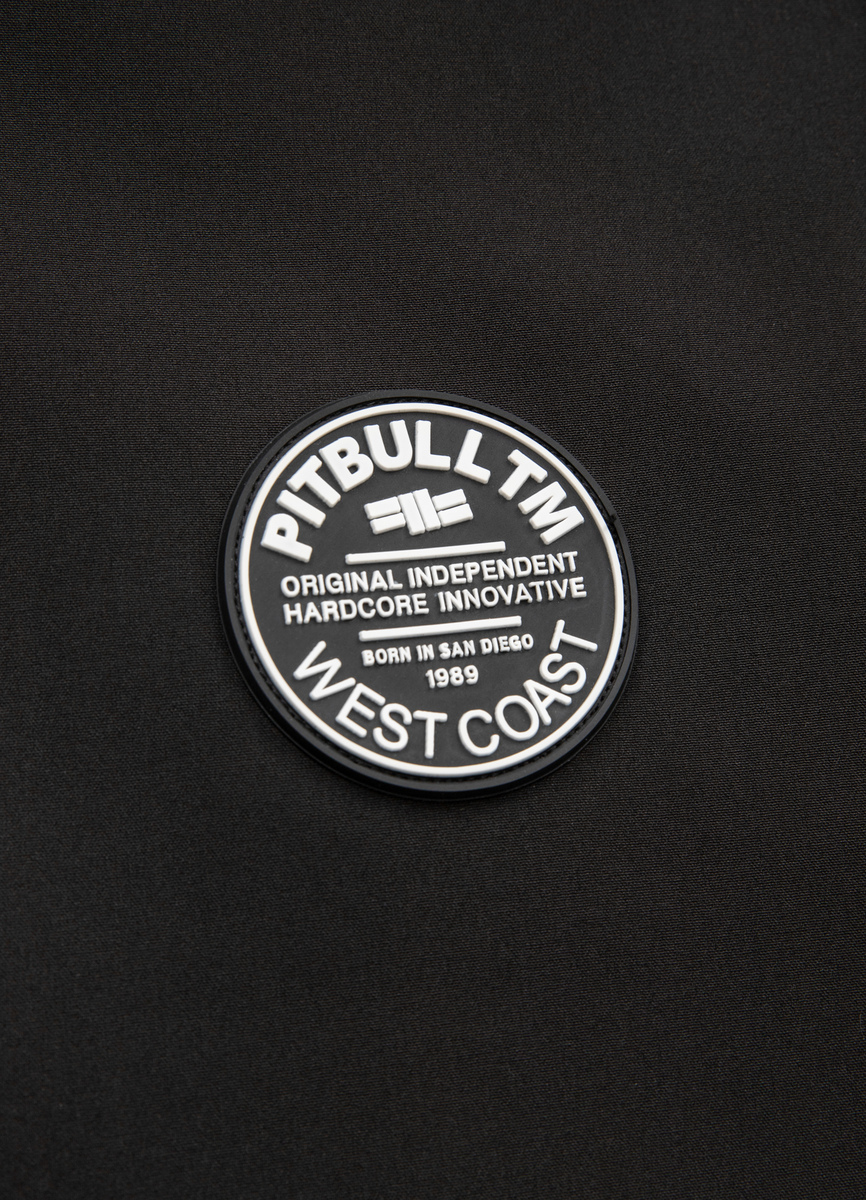 PITBULL TM
ORIGINAL INDEPENDENT
HARDCORE INNOVATIVE
BORN IN SAN DIEGO
1989
WEST COAST